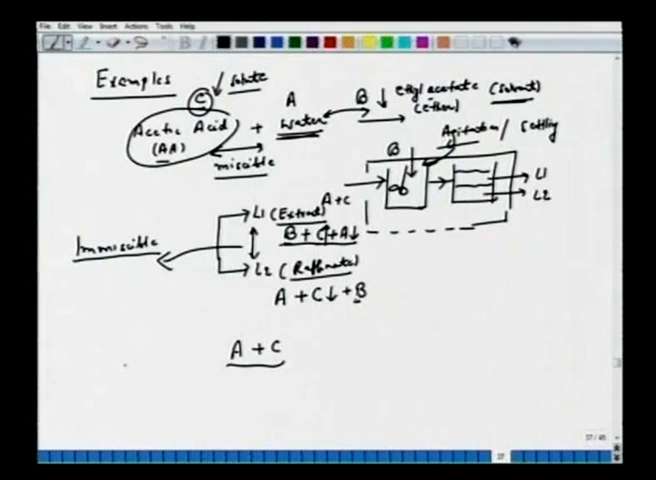 File Edit View Insert Actions Tools Help
Examples
C solute
A
B ↓ ethyl acetate (Solvent)
Acetic Acid + Water
(ether)
(AA)
miscible
Agitation / Settling
B
A+C
L1
L2
L1 (Extract)
B + C + A↓
Immiscible
L2 (Raffinate)
A + C↓ + B
A + C
37/45
37